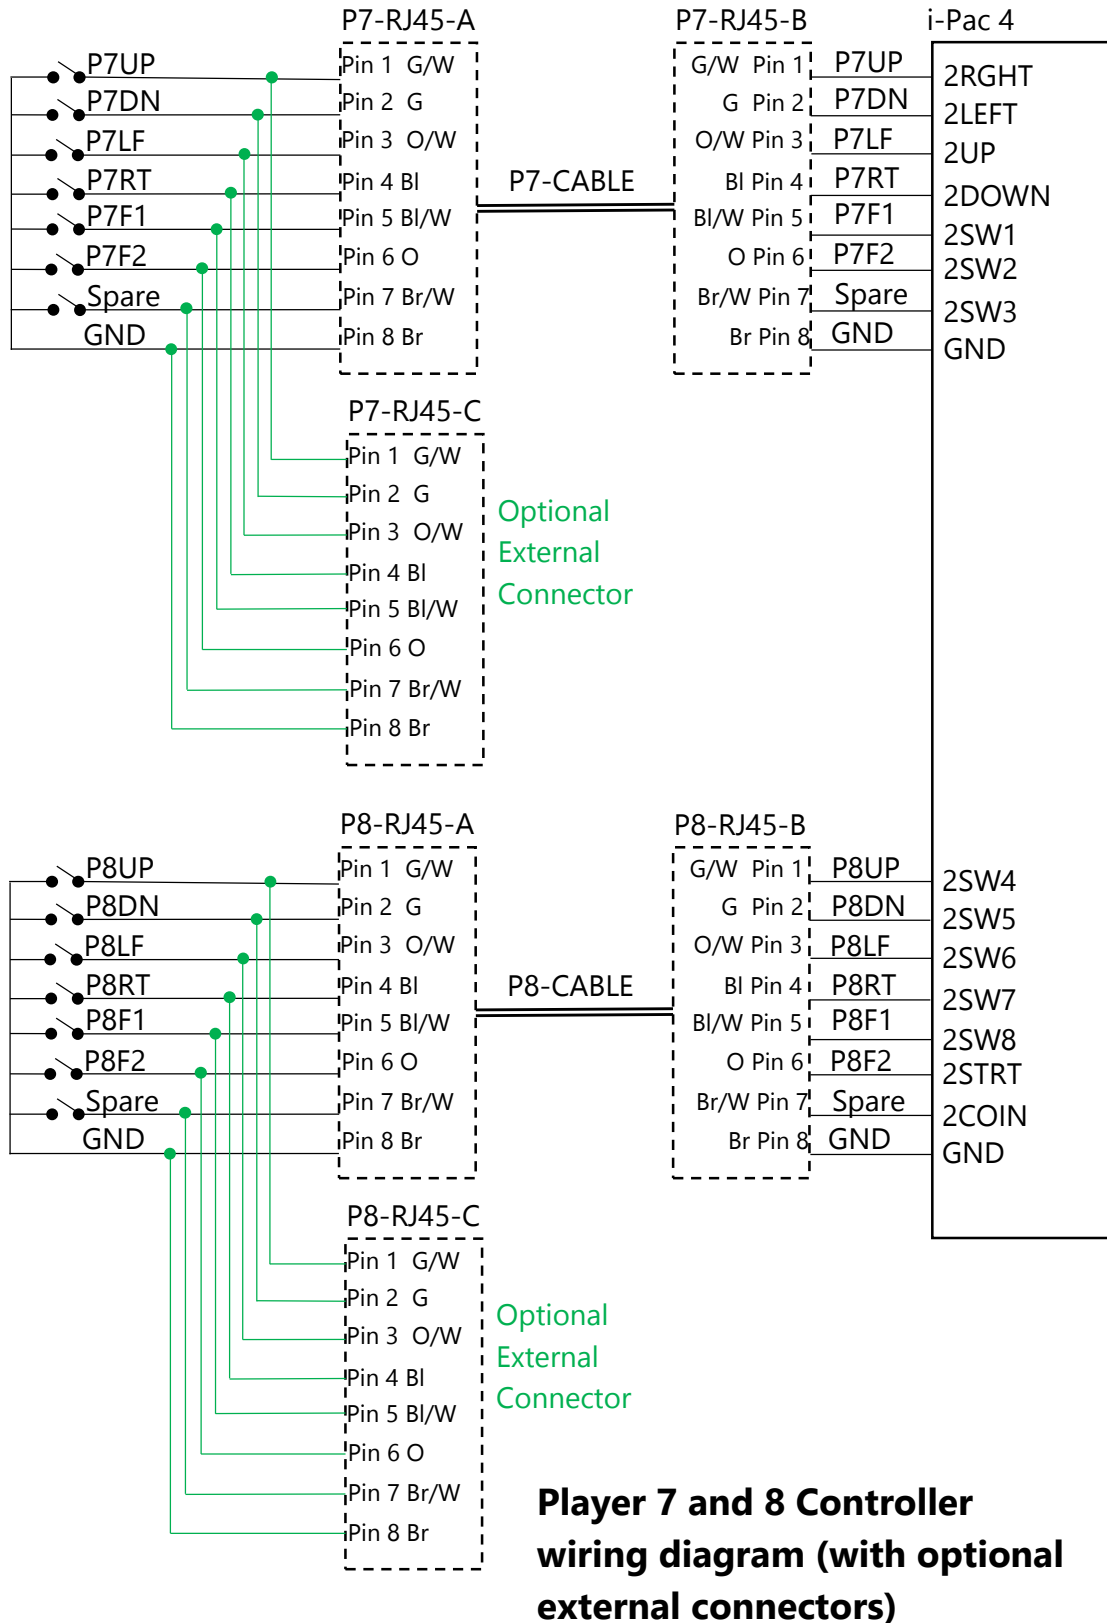 P7-RJ45-A
P7-RJ45-B
i-Pac 4
P7UP
Pin 1 G/W
G/W Pin 1
P7UP
2RGHT
P7DN
Pin 2 G
G Pin 2
P7DN
2LEFT
P7LF
Pin 3 O/W
O/W Pin 3
P7LF
2UP
P7RT
Pin 4 Bl
P7-CABLE
Bl Pin 4
P7RT
2DOWN
P7F1
Pin 5 Bl/W
Bl/W Pin 5
P7F1
2SW1
P7F2
Pin 6 O
O Pin 6
P7F2
2SW2
Spare
Pin 7 Br/W
Br/W Pin 7
Spare
2SW3
GND
Pin 8 Br
Br Pin 8
GND
GND
P7-RJ45-C
Pin 1 G/W
Pin 2 G
Pin 3 O/W
Pin 4 Bl
Pin 5 Bl/W
Pin 6 O
Pin 7 Br/W
Pin 8 Br
Optional
External
Connector
P8-RJ45-A
P8-RJ45-B
P8UP
Pin 1 G/W
G/W Pin 1
P8UP
2SW4
P8DN
Pin 2 G
G Pin 2
P8DN
2SW5
P8LF
Pin 3 O/W
O/W Pin 3
P8LF
2SW6
P8RT
Pin 4 Bl
P8-CABLE
Bl Pin 4
P8RT
2SW7
P8F1
Pin 5 Bl/W
Bl/W Pin 5
P8F1
2SW8
P8F2
Pin 6 O
O Pin 6
P8F2
2STRT
Spare
Pin 7 Br/W
Br/W Pin 7
Spare
2COIN
GND
Pin 8 Br
Br Pin 8
GND
GND
P8-RJ45-C
Pin 1 G/W
Pin 2 G
Pin 3 O/W
Pin 4 Bl
Pin 5 Bl/W
Pin 6 O
Pin 7 Br/W
Pin 8 Br
Optional
External
Connector
Player 7 and 8 Controller
wiring diagram (with optional
external connectors)